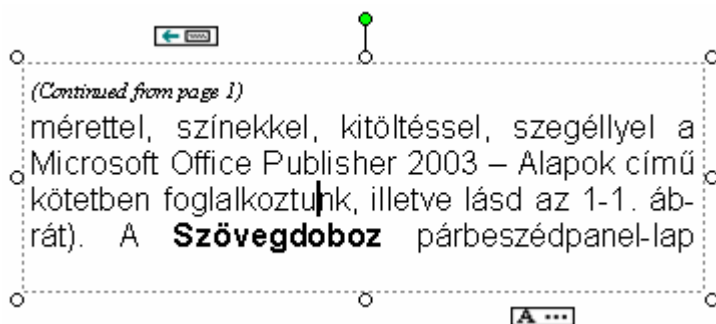 (Continued from page 1)
mérettel, színekkel, kitöltéssel, szegéllyel a
Microsoft Office Publisher 2003 – Alapok című
kötetben foglalkoztunk, illetve lásd az 1-1. áb-
rát). A Szövegdoboz párbeszédpanel-lap
A ...